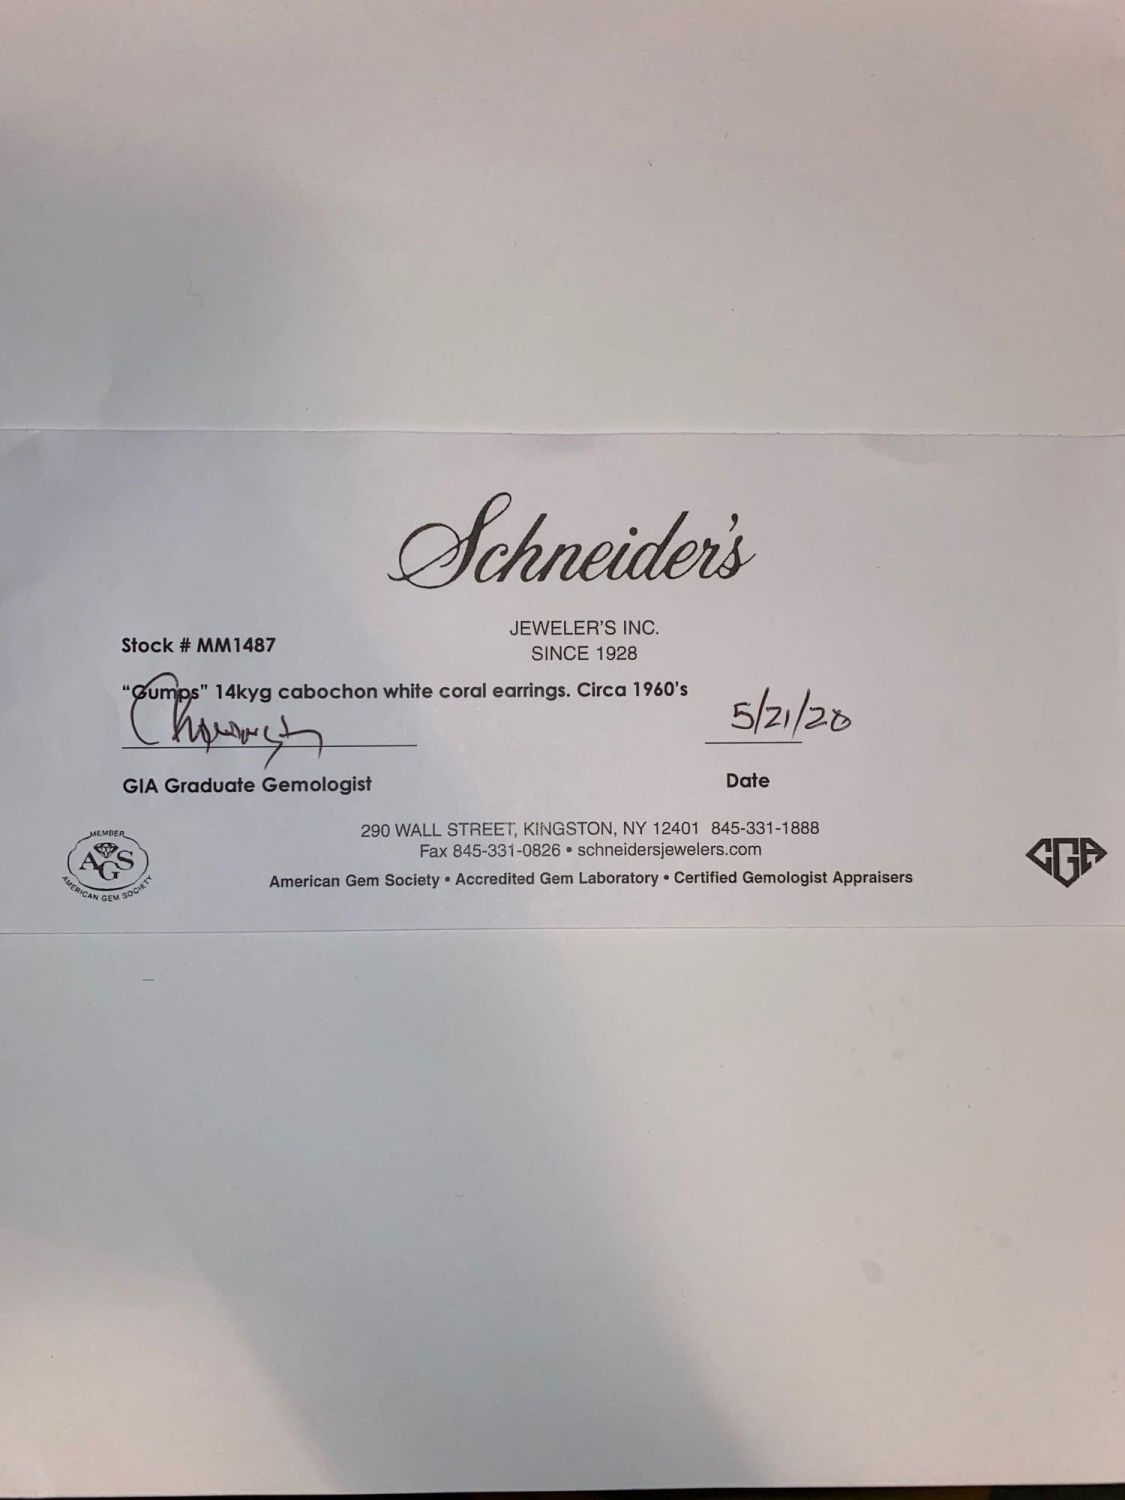 Schneider's
JEWELER'S INC.
SINCE 1928
Stock # MM1487
"Gumps" 14kyg cabochon white coral earrings. Circa 1960's
5/21/20
GIA Graduate Gemologist
Date
290 WALL STREET, KINGSTON, NY 12401 845-331-1888
Fax 845-331-0826 • schneidersjewelers.com
American Gem Society • Accredited Gem Laboratory • Certified Gemologist Appraisers
MEMBER
AGS
AMERICAN GEM SOCIETY
CGA